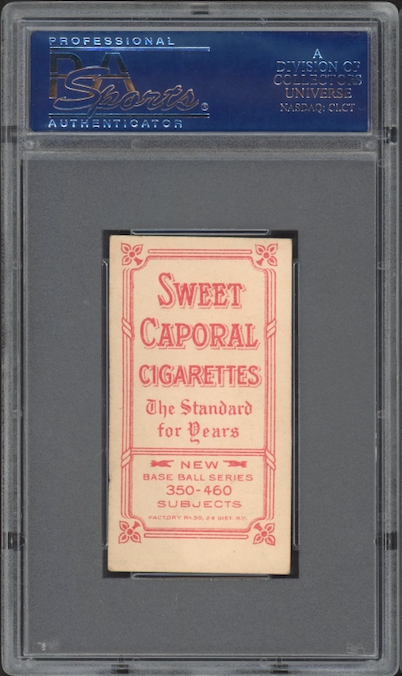 PROFESSIONAL
PSA
Sports®
AUTHENTICATOR
A
DIVISION OF
COLLECTORS
UNIVERSE
NASDAQ: CLCT
SWEET
CAPORAL
CIGARETTES
The Standard
for Years
NEW
BASE BALL SERIES
350-460
SUBJECTS
FACTORY No. 30, 2d DIST. N.Y.